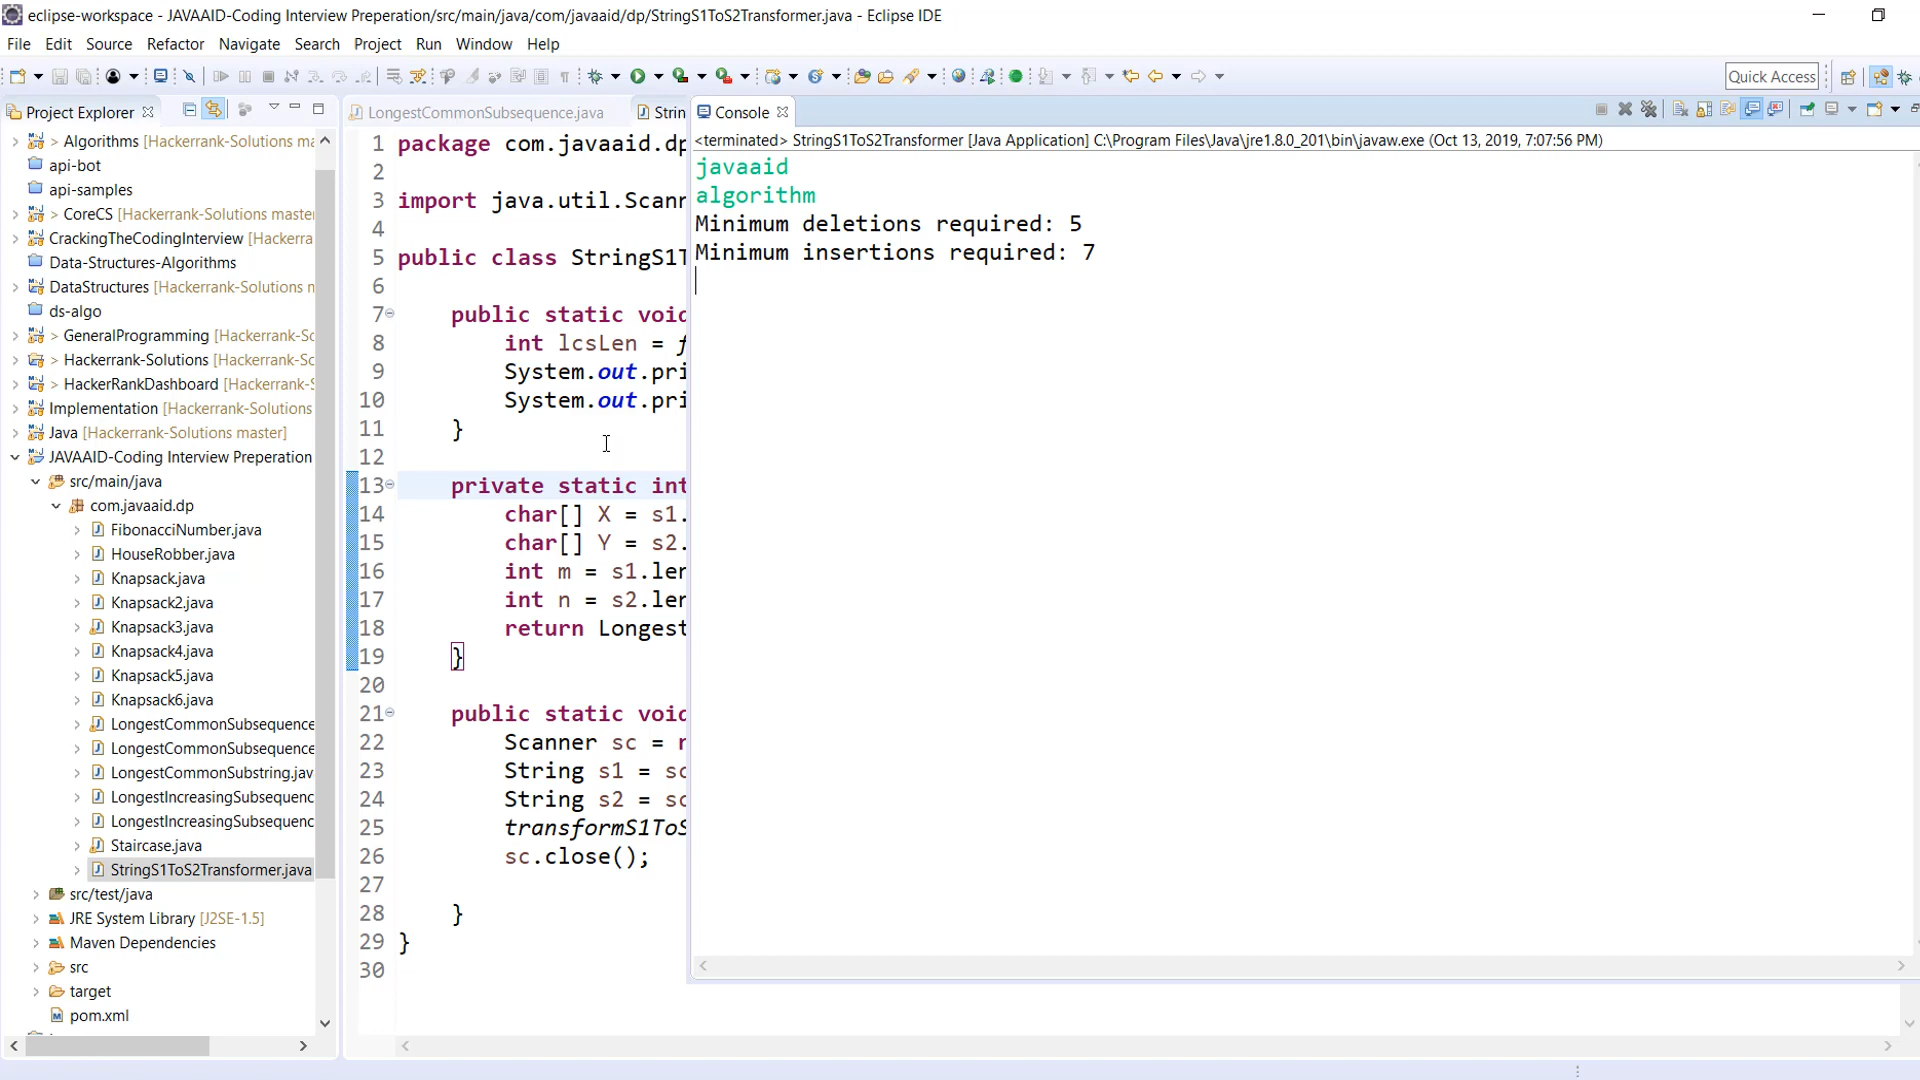 eclipse-workspace - JAVAAID-Coding Interview Preperation/src/main/java/com/javaaid/dp/StringS1ToS2Transformer.java - Eclipse IDE
File Edit Source Refactor Navigate Search Project Run Window Help
Quick Access
Project Explorer
> Algorithms [Hackerrank-Solutions ma
api-bot
api-samples
> CoreCS [Hackerrank-Solutions master
CrackingTheCodingInterview [Hackerra
Data-Structures-Algorithms
DataStructures [Hackerrank-Solutions m
ds-algo
> GeneralProgramming [Hackerrank-So
> Hackerrank-Solutions [Hackerrank-So
> HackerRankDashboard [Hackerrank-S
Implementation [Hackerrank-Solutions
Java [Hackerrank-Solutions master]
JAVAAID-Coding Interview Preperation
src/main/java
com.javaaid.dp
FibonacciNumber.java
HouseRobber.java
Knapsack.java
Knapsack2.java
Knapsack3.java
Knapsack4.java
Knapsack5.java
Knapsack6.java
LongestCommonSubsequence
LongestCommonSubsequence
LongestCommonSubstring.jav
LongestIncreasingSubsequenc
LongestIncreasingSubsequenc
Staircase.java
StringS1ToS2Transformer.java
src/test/java
JRE System Library [J2SE-1.5]
Maven Dependencies
src
target
pom.xml
LongestCommonSubsequence.java
Strin
1 package com.javaaid.dp
2
3 import java.util.Scann
4
5 public class StringS1T
6
7 public static void
8 int lcsLen = f
9 System.out.pri
10 System.out.pri
11 }
12
13 private static int
14 char[] X = s1.
15 char[] Y = s2.
16 int m = s1.len
17 int n = s2.len
18 return Longest
19 }
20
21 public static void
22 Scanner sc = n
23 String s1 = sc
24 String s2 = sc
25 transformS1ToS
26 sc.close();
27
28 }
29 }
30
Console
<terminated> StringS1ToS2Transformer [Java Application] C:\Program Files\Java\jre1.8.0_201\bin\javaw.exe (Oct 13, 2019, 7:07:56 PM)
javaaid
algorithm
Minimum deletions required: 5
Minimum insertions required: 7